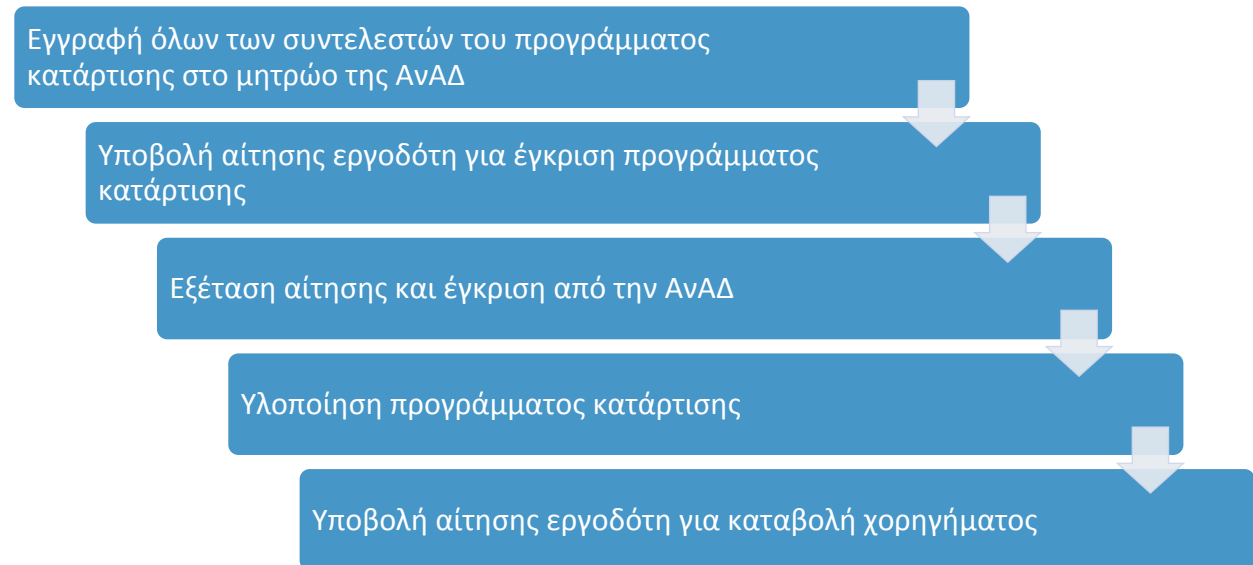 Εγγραφή όλων των συντελεστών του προγράμματος
κατάρτισης στο μητρώο της ΑνΑΔ
Υποβολή αίτησης εργοδότη για έγκριση προγράμματος
κατάρτισης
Εξέταση αίτησης και έγκριση από την ΑνΑΔ
Υλοποίηση προγράμματος κατάρτισης
Υποβολή αίτησης εργοδότη για καταβολή χορηγήματος